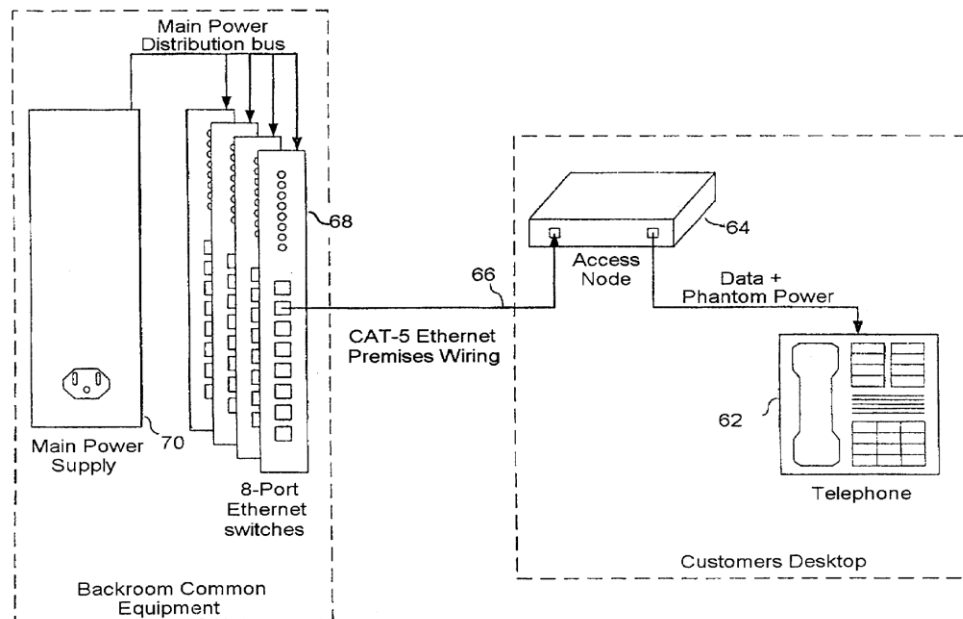 Main Power
Distribution bus
68
70
Main Power
Supply
8-Port
Ethernet
switches
Backroom Common
Equipment
66
CAT-5 Ethernet
Premises Wiring
64
Access
Node
Data +
Phantom Power
62
Telephone
Customers Desktop